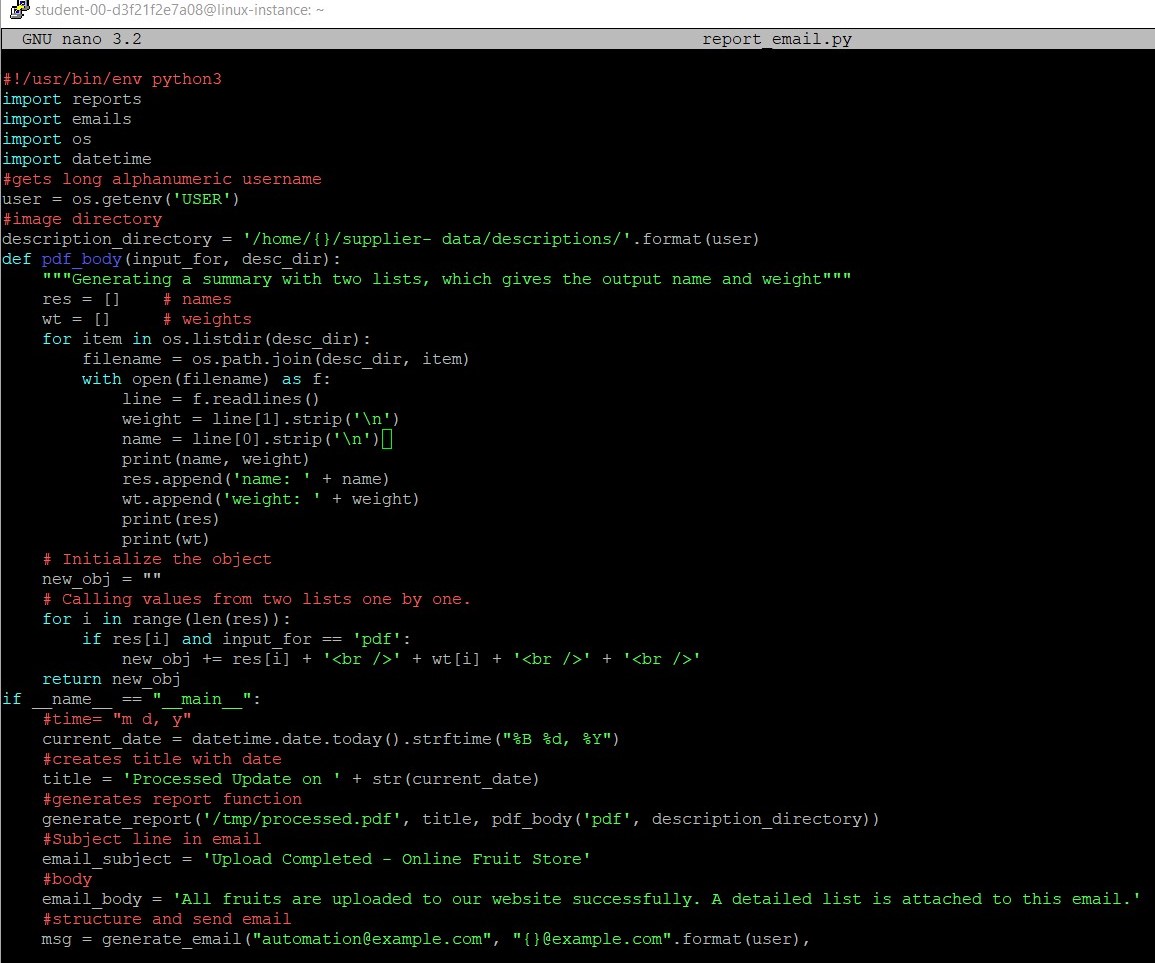 student-00-d3f21f2e7a08@linux-instance: ~
GNU nano 3.2 report_email.py
#!/usr/bin/env python3
import reports
import emails
import os
import datetime
#gets long alphanumeric username
user = os.getenv('USER')
#image directory
description_directory = '/home/{}/supplier- data/descriptions/'.format(user)
def pdf_body(input_for, desc_dir):
    """Generating a summary with two lists, which gives the output name and weight"""
    res = []    # names
    wt = []     # weights
    for item in os.listdir(desc_dir):
        filename = os.path.join(desc_dir, item)
        with open(filename) as f:
            line = f.readlines()
            weight = line[1].strip('\n')
            name = line[0].strip('\n')
            print(name, weight)
            res.append('name: ' + name)
            wt.append('weight: ' + weight)
            print(res)
            print(wt)
    # Initialize the object
    new_obj = ""
    # Calling values from two lists one by one.
    for i in range(len(res)):
        if res[i] and input_for == 'pdf':
            new_obj += res[i] + '<br />' + wt[i] + '<br />' + '<br />'
    return new_obj
if __name__ == "__main__":
    #time= "m d, y"
    current_date = datetime.date.today().strftime("%B %d, %Y")
    #creates title with date
    title = 'Processed Update on ' + str(current_date)
    #generates report function
    generate_report('/tmp/processed.pdf', title, pdf_body('pdf', description_directory))
    #Subject line in email
    email_subject = 'Upload Completed - Online Fruit Store'
    #body
    email_body = 'All fruits are uploaded to our website successfully. A detailed list is attached to this email.'
    #structure and send email
    msg = generate_email("automation@example.com", "{}@example.com".format(user),